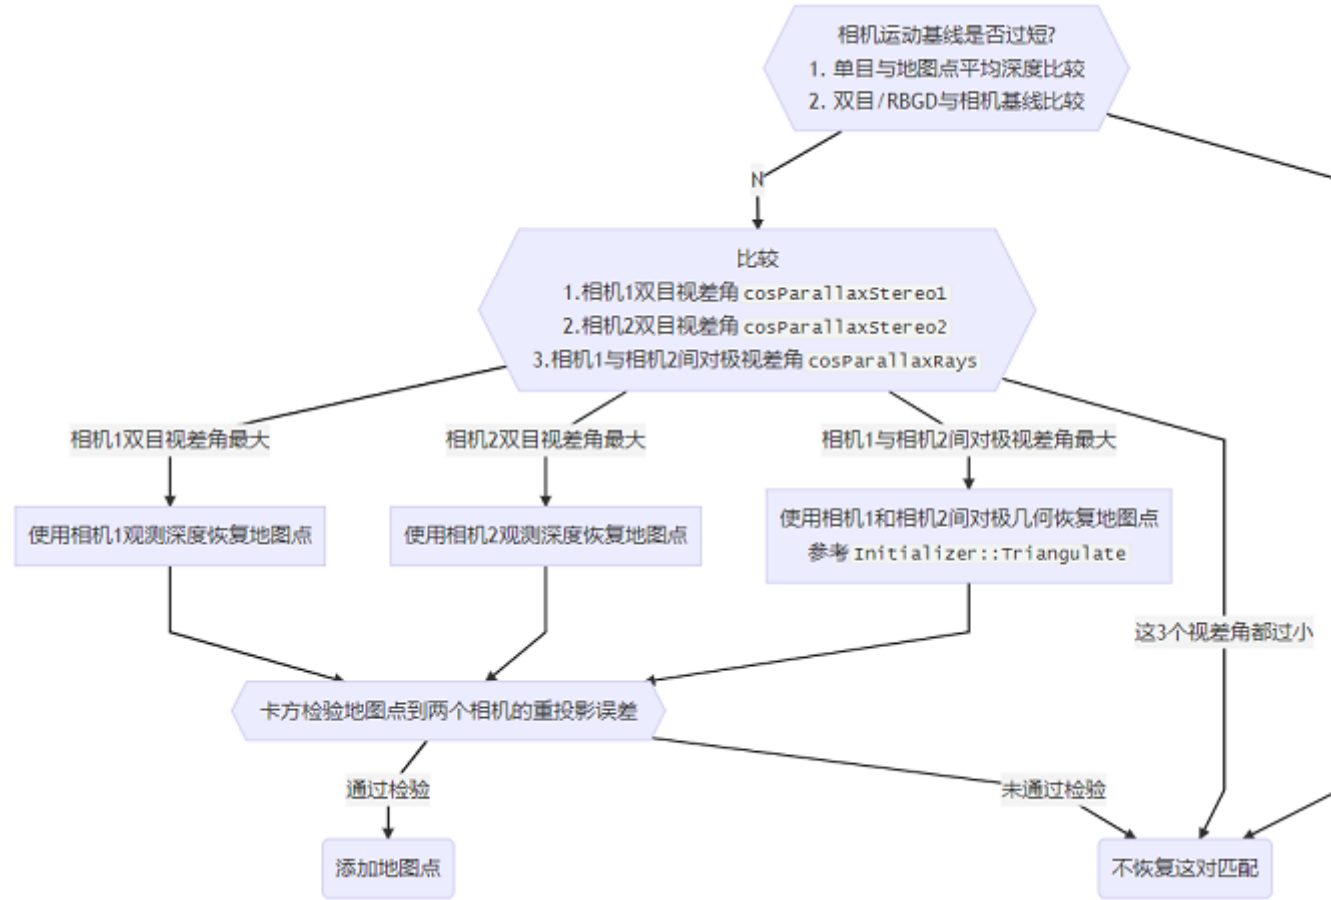 相机运动基线是否过短?
1. 单目与地图点平均深度比较
2. 双目/RBGD与相机基线比较
N
比较
1.相机1双目视差角 cosParallaxStereo1
2.相机2双目视差角 cosParallaxStereo2
3.相机1与相机2间对极视差角 cosParallaxRays
相机1双目视差角最大
相机2双目视差角最大
相机1与相机2间对极视差角最大
使用相机1观测深度恢复地图点
使用相机2观测深度恢复地图点
使用相机1和相机2间对极几何恢复地图点
参考 Initializer::Triangulate
这3个视差角都过小
卡方检验地图点到两个相机的重投影误差
通过检验
未通过检验
添加地图点
不恢复这对匹配